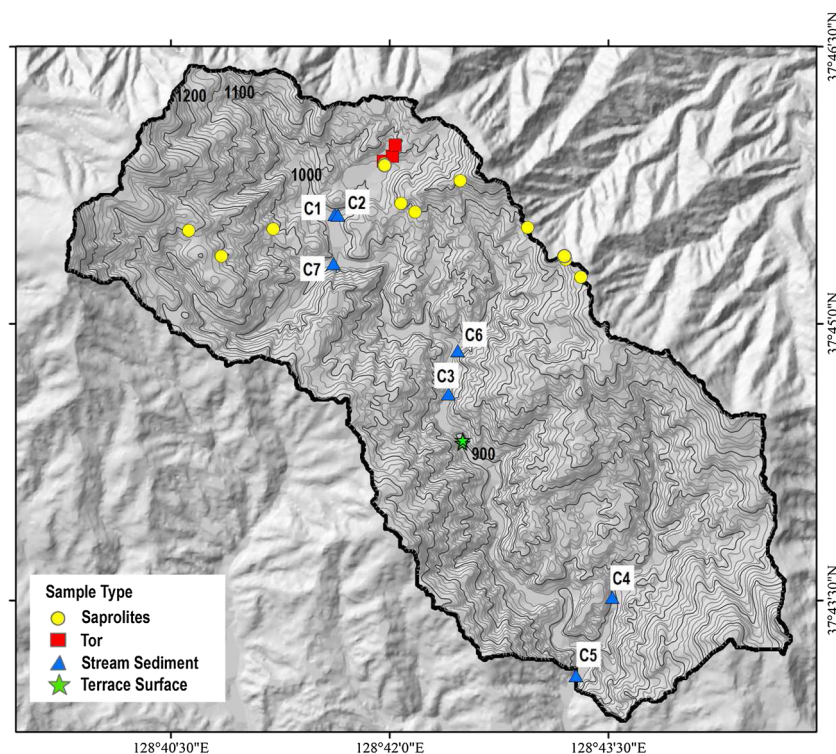 37°46'30"N
1200
1100
1000
C1
C2
C7
37°45'0"N
C6
C3
900
C4
37°43'30"N
C5
Sample Type
Saprolites
Tor
Stream Sediment
Terrace Surface
128°40'30"E
128°42'0"E
128°43'30"E